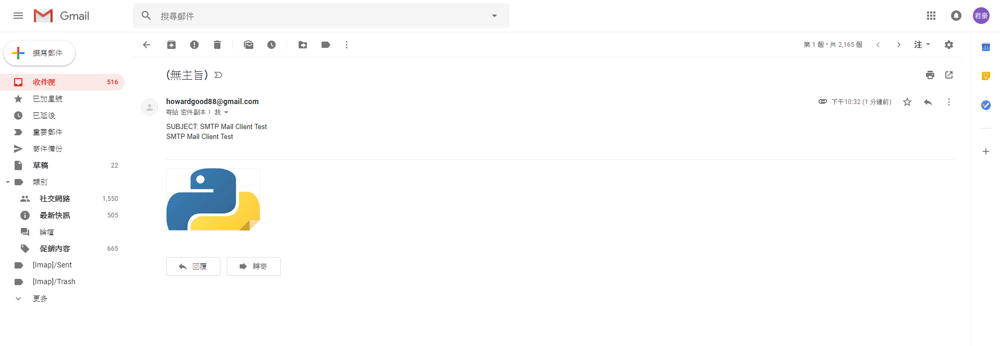 Gmail
搜尋郵件
君豪
撰寫郵件
第 1 個，共 2,165 個
注
31
收件匣 516
已加星號
已延後
重要郵件
寄件備份
草稿 22
類別
社交網路 1,550
最新快訊 505
論壇
促銷內容 665
[Imap]/Sent
[Imap]/Trash
更多
(無主旨)
howardgood88@gmail.com
下午10:32 (1 分鐘前)
寄給 密件副本： 我
SUBJECT: SMTP Mail Client Test
SMTP Mail Client Test
回覆
轉寄